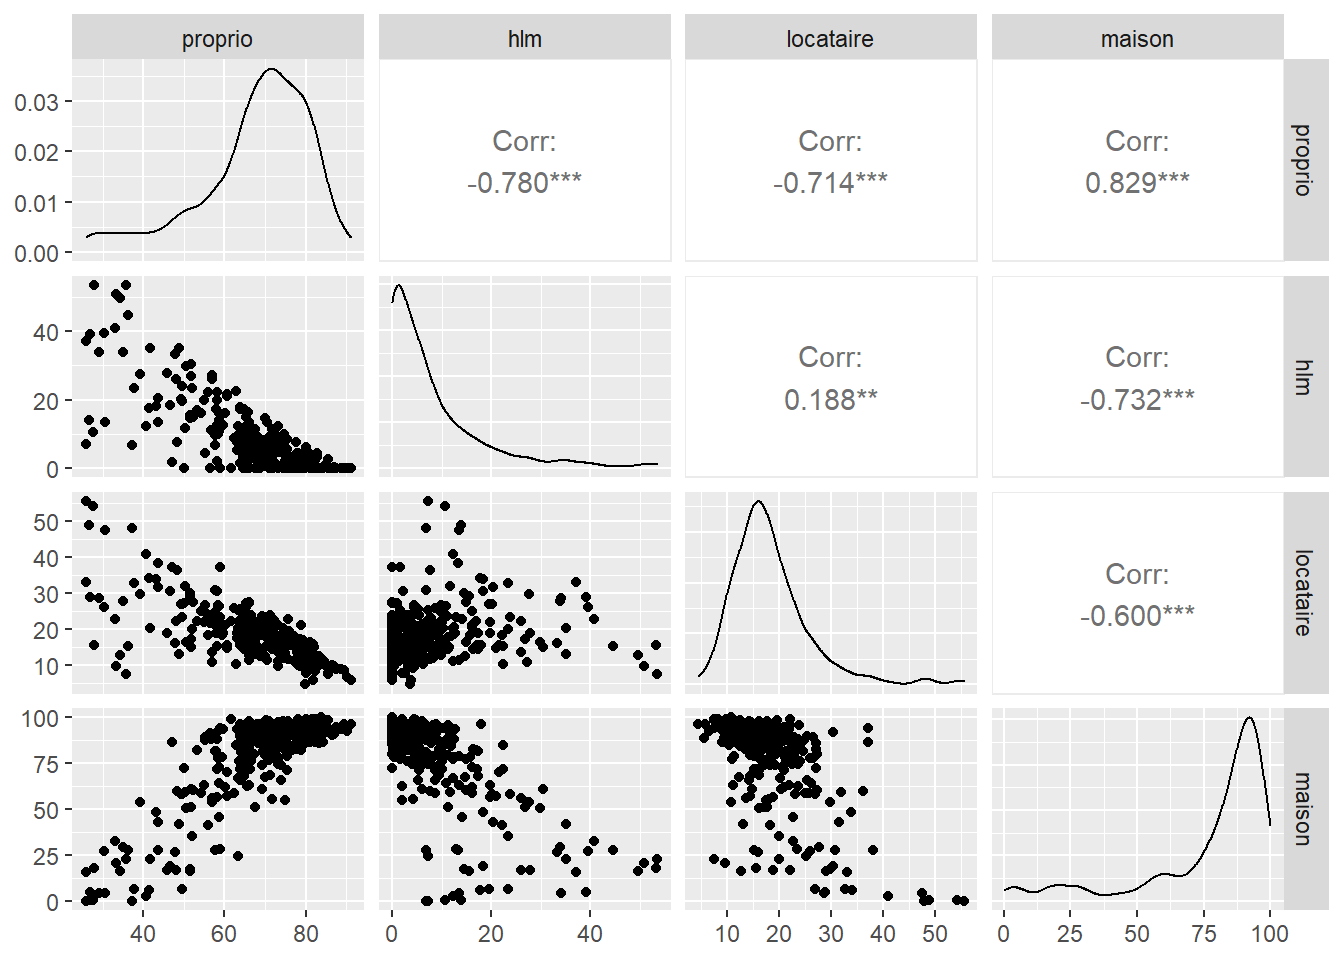 proprio hlm locataire maison
0.03
0.02
0.01
0.00
Corr:
-0.780***
Corr:
-0.714***
Corr:
0.829***
proprio
40
20
0
Corr:
0.188**
Corr:
-0.732***
hlm
50
40
30
20
10
Corr:
-0.600***
locataire
100
75
50
25
0
maison
40 60 80 0 20 40 10 20 30 40 50 0 25 50 75 100